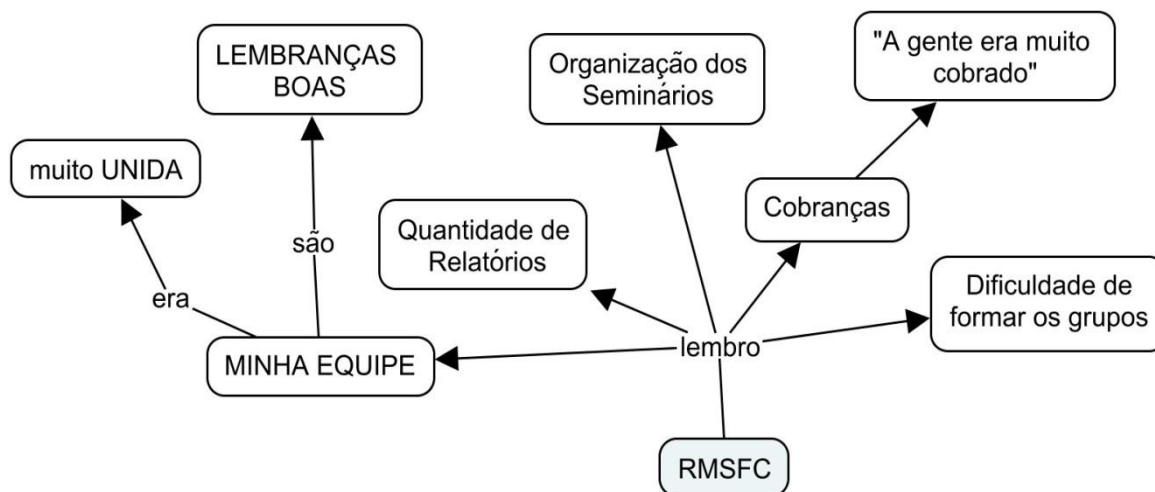 LEMBRANÇAS
BOAS
Organização dos
Seminários
"A gente era muito
cobrado"
muito UNIDA
Cobranças
Quantidade de
Relatórios
são
era
Dificuldade de
formar os grupos
MINHA EQUIPE
lembro
RMSFC